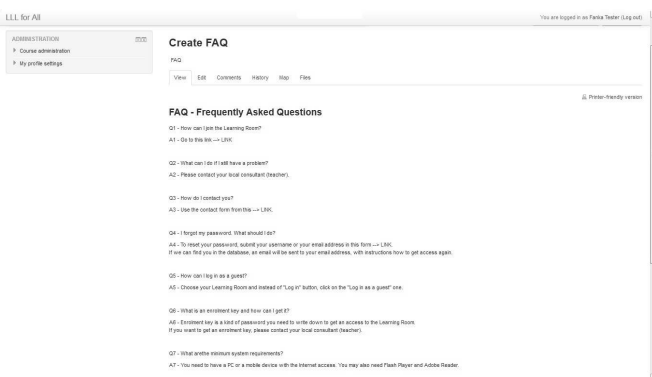 LLL for All
You are logged in as Farika Tester (Log out)
ADMINISTRATION
Course administration
My profile settings
Create FAQ
FAQ
View Edit Comments History Map Files
Printer-friendly version
FAQ - Frequently Asked Questions
Q1 - How can I join the Learning Room?
A1 - Go to this link --> LINK
Q2 - What can I do if I still have a problem?
A2 - Please contact your local consultant (teacher).
Q3 - How do I contact you?
A3 - Use the contact form from this --> LINK.
Q4 - I forgot my password. What should I do?
A4 - To reset your password, submit your username or your email address in this form --> LINK.
If we can find you in the database, an email will be sent to your email address, with instructions how to get access again.
Q5 - How can I log in as a guest?
A5 - Choose your Learning Room and instead of "Log in" button, click on the "Log in as a guest" one.
Q6 - What is an enrolment key and how can I get it?
A6 - Enrolment key is a kind of password you need to write down to get an access to the Learning Room
If you want to get an enrolment key, please contact your local consultant (teacher).
Q7 - What arethe minimum system requirements?
A7 - You need to have a PC or a mobile device with the Internet access. You may also need Flash Player and Adobe Reader.